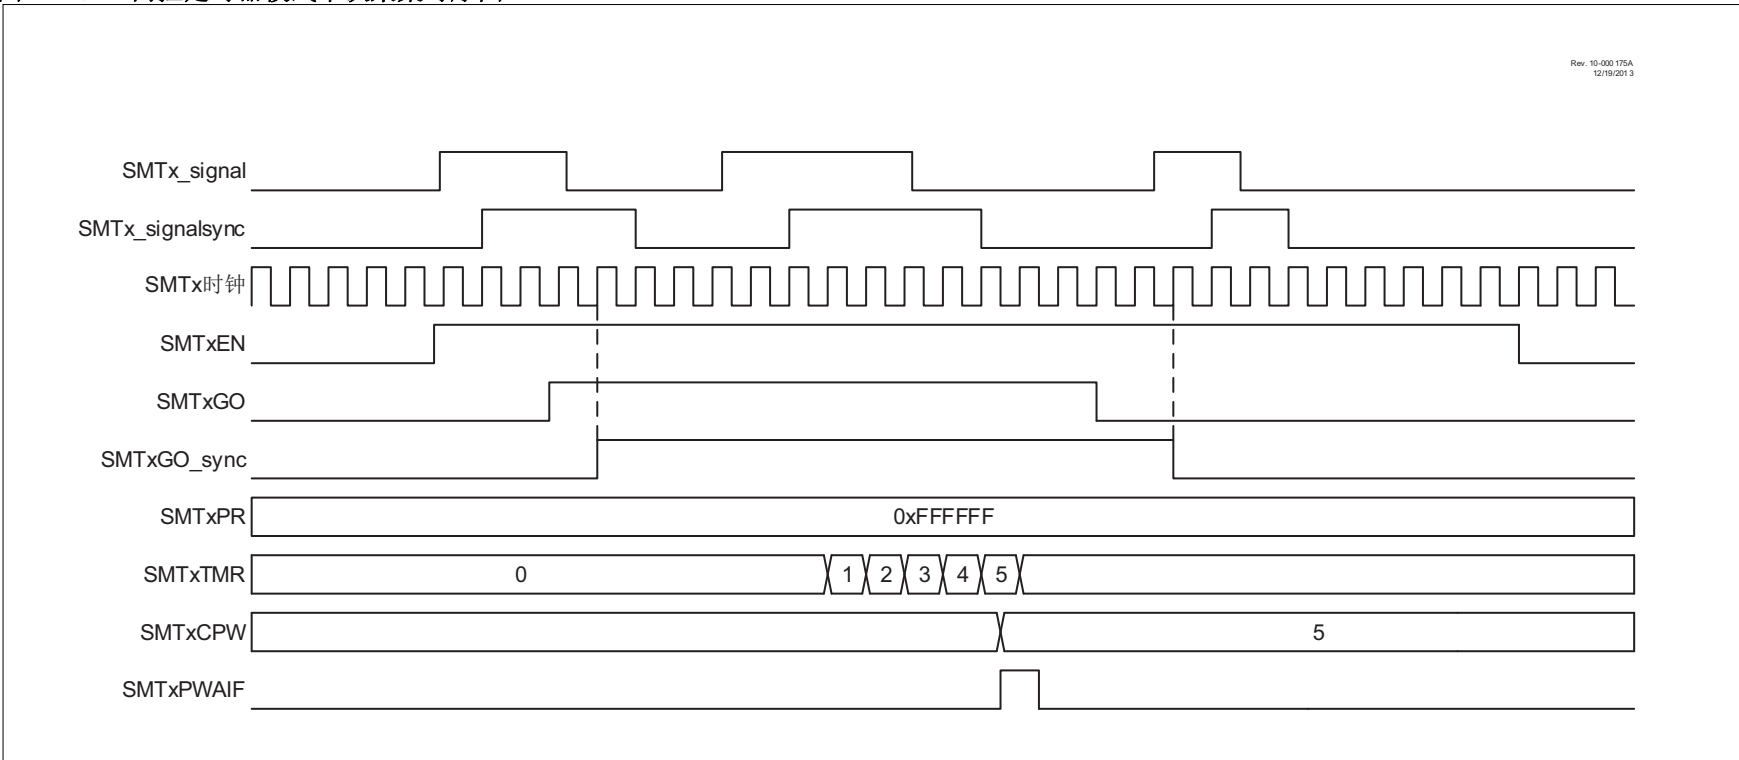 Rev. 10-000 175A
12/19/201 3
SMTx_signal
SMTx_signalsync
SMTx时钟
SMTxEN
SMTxGO
SMTxGO_sync
SMTxPR
0xFFFFFF
SMTxTMR
0 1 2 3 4 5
SMTxCPW
5
SMTxPWAIF